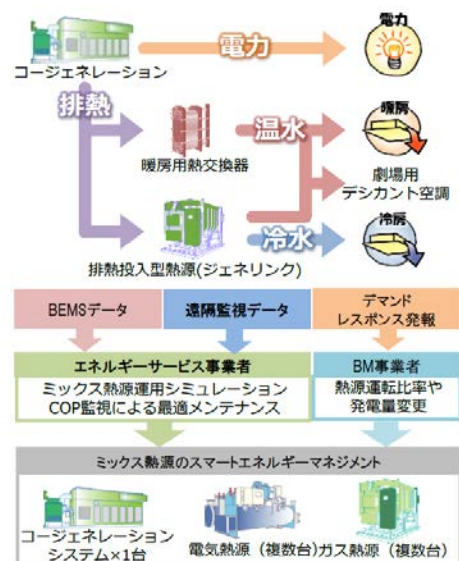 電力
電力
コージェネレーション
排熱
温水
暖房
暖房用熱交換器
劇場用
デシカント空調
冷水
冷房
排熱投入型熱源(ジェネリンク)
BEMSデータ
遠隔監視データ
デマンド
レスポンス発報
エネルギーサービス事業者
ミックス熱源運用シミュレーション
COP監視による最適メンテナンス
BM事業者
熱源運転比率や
発電量変更
ミックス熱源のスマートエネルギーマネジメント
コージェネレーション
システム×1台
電気熱源（複数台）
ガス熱源（複数台）